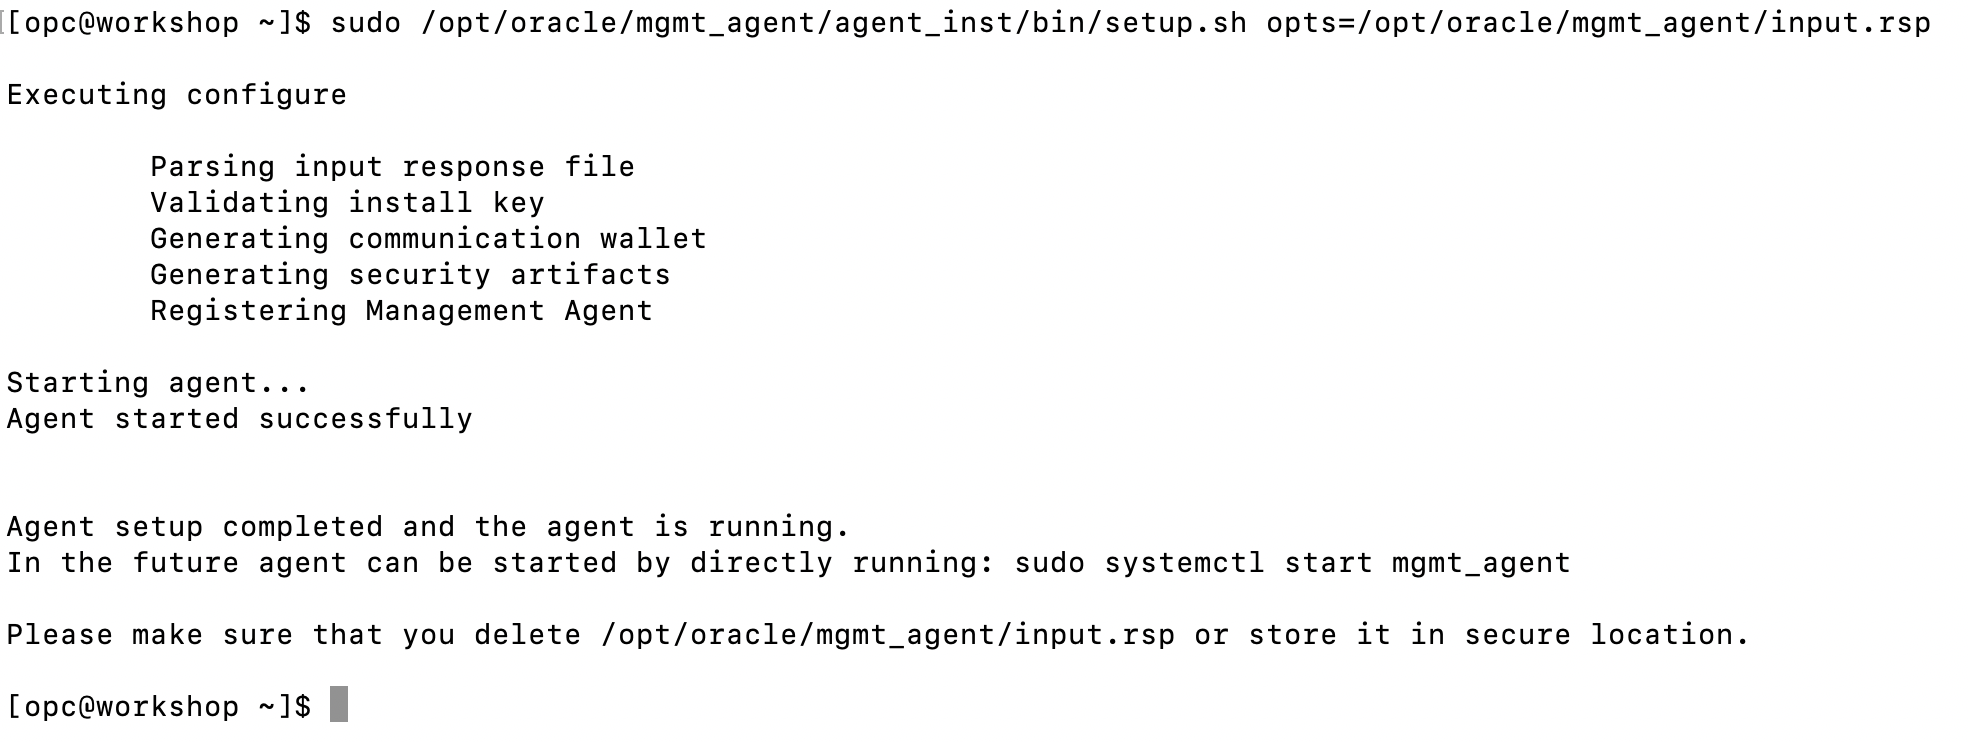 [opc@workshop ~]$ sudo /opt/oracle/mgmt_agent/agent_inst/bin/setup.sh opts=/opt/oracle/mgmt_agent/input.rsp
Executing configure
Parsing input response file
Validating install key
Generating communication wallet
Generating security artifacts
Registering Management Agent
Starting agent...
Agent started successfully
Agent setup completed and the agent is running.
In the future agent can be started by directly running: sudo systemctl start mgmt_agent
Please make sure that you delete /opt/oracle/mgmt_agent/input.rsp or store it in secure location.
[opc@workshop ~]$